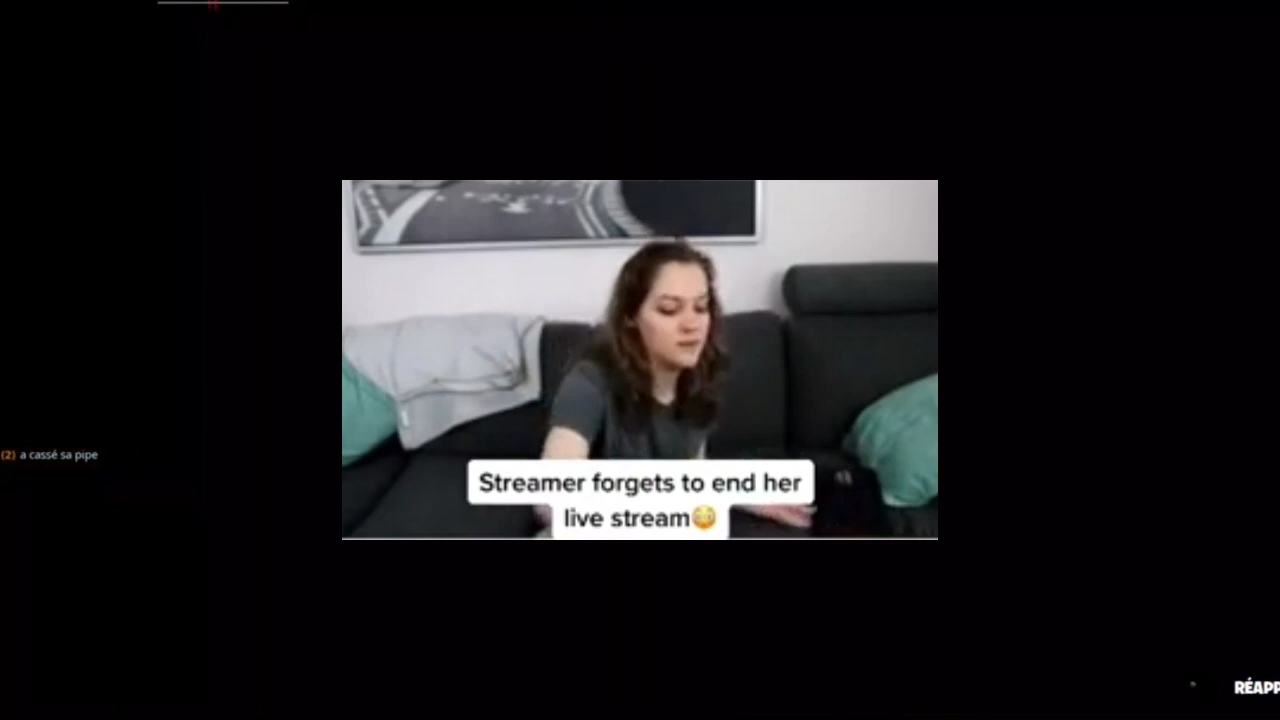 (2) a cassé sa pipe
Streamer forgets to end her
live stream😳
RÉAPP